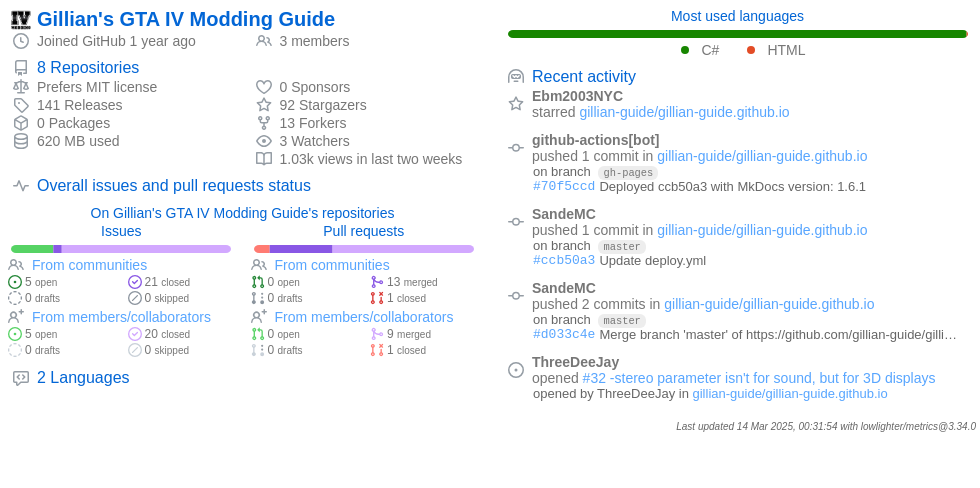 Gillian's GTA IV Modding Guide
Joined GitHub 1 year ago
3 members
8 Repositories
Prefers MIT license
0 Sponsors
141 Releases
92 Stargazers
0 Packages
13 Forkers
620 MB used
3 Watchers
1.03k views in last two weeks
Overall issues and pull requests status
On Gillian's GTA IV Modding Guide's repositories
Issues
Pull requests
From communities
From communities
5 open
21 closed
0 open
13 merged
0 drafts
0 skipped
0 drafts
1 closed
From members/collaborators
From members/collaborators
5 open
20 closed
0 open
9 merged
0 drafts
0 skipped
0 drafts
1 closed
2 Languages
Most used languages
C#
HTML
Recent activity
Ebm2003NYC
starred gillian-guide/gillian-guide.github.io
github-actions[bot]
pushed 1 commit in gillian-guide/gillian-guide.github.io
on branch gh-pages
#70f5ccd Deployed ccb50a3 with MkDocs version: 1.6.1
SandeMC
pushed 1 commit in gillian-guide/gillian-guide.github.io
on branch master
#ccb50a3 Update deploy.yml
SandeMC
pushed 2 commits in gillian-guide/gillian-guide.github.io
on branch master
#d033c4e Merge branch 'master' of https://github.com/gillian-guide/gilli…
ThreeDeeJay
opened #32 -stereo parameter isn't for sound, but for 3D displays
opened by ThreeDeeJay in gillian-guide/gillian-guide.github.io
Last updated 14 Mar 2025, 00:31:54 with lowlighter/metrics@3.34.0